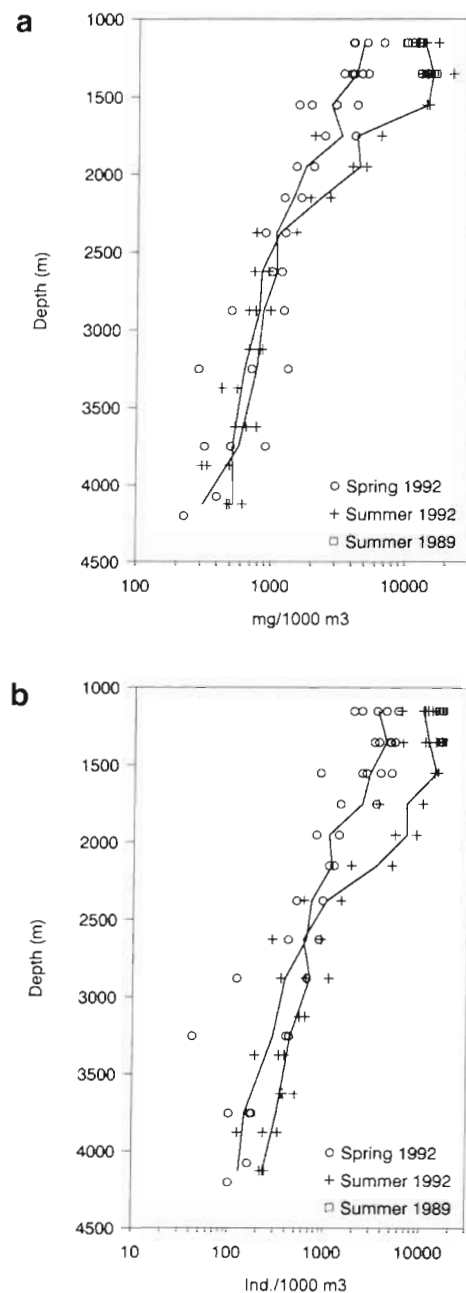 a
1000
1500
2000
2500
3000
3500
4000
4500
Depth (m)
○ Spring 1992
+ Summer 1992
□ Summer 1989
100
1000
10000
mg/1000 m3
b
1000
1500
2000
2500
3000
3500
4000
4500
Depth (m)
○ Spring 1992
+ Summer 1992
□ Summer 1989
10
100
1000
10000
Ind./1000 m3